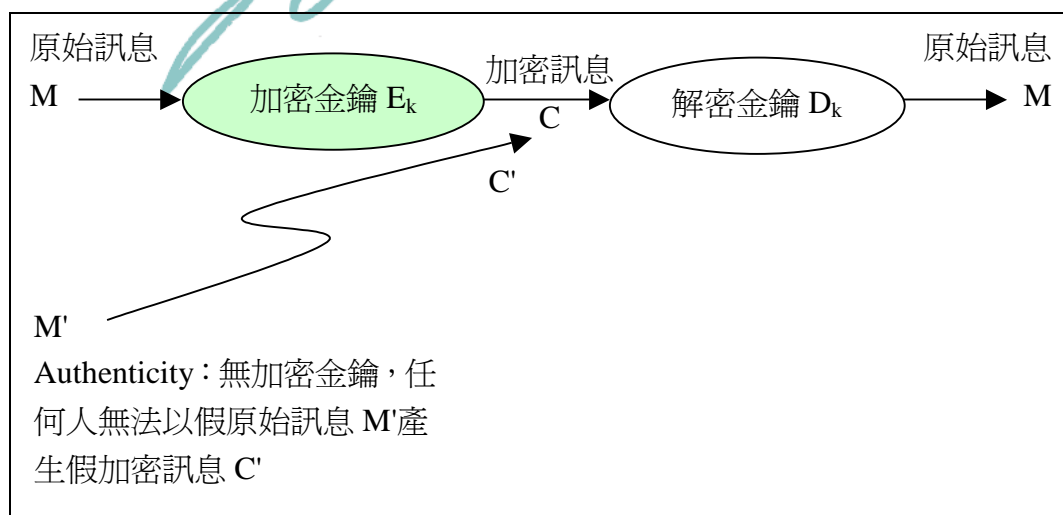 原始訊息
原始訊息
加密訊息
M
加密金鑰 Ek
C
解密金鑰 Dk
M
C'
M'
Authenticity：無加密金鑰，任
何人無法以假原始訊息 M'產
生假加密訊息 C'